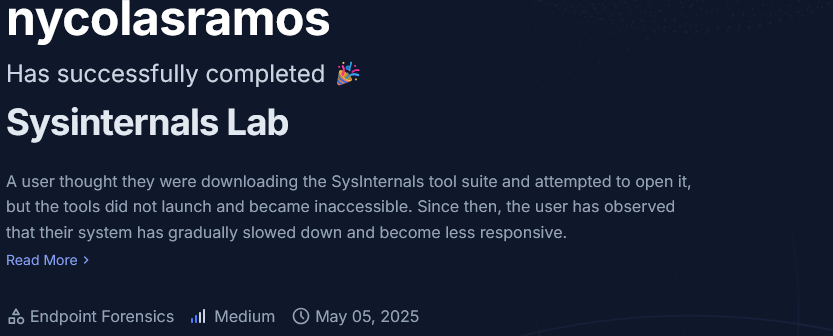 nycolasramos
Has successfully completed 🎉
Sysinternals Lab
A user thought they were downloading the SysInternals tool suite and attempted to open it,
but the tools did not launch and became inaccessible. Since then, the user has observed
that their system has gradually slowed down and become less responsive.
Read More >
Endpoint Forensics Medium May 05, 2025